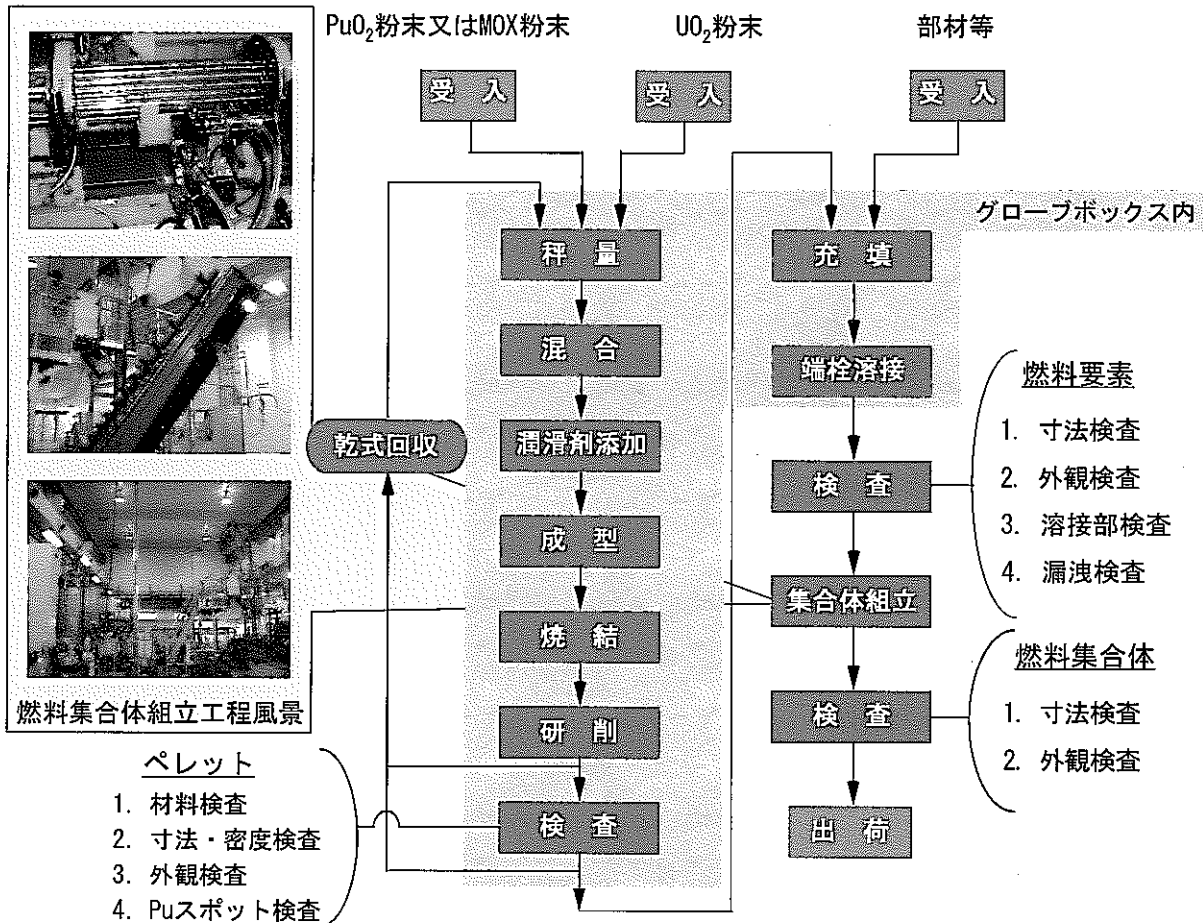 PuO₂粉末又はMOX粉末
UO₂粉末
部材等
受 入
受 入
受 入
グローブボックス内
秤 量
混 合
潤滑剤添加
乾式回収
成 型
焼 結
研 削
検 査
充 填
端栓溶接
検 査
集合体組立
検 査
出 荷
燃料要素
1. 寸法検査
2. 外観検査
3. 溶接部検査
4. 漏洩検査
燃料集合体
1. 寸法検査
2. 外観検査
燃料集合体組立工程風景
ペレット
1. 材料検査
2. 寸法・密度検査
3. 外観検査
4. Puスポット検査